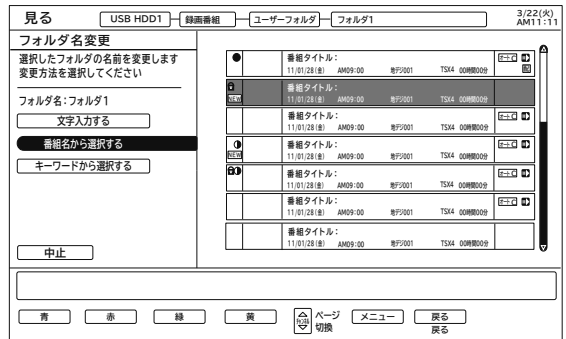 見る USB HDD1 録画番組 ユーザーフォルダ フォルダ1 3/22(火)
AM11:11
フォルダ名変更
選択したフォルダの名前を変更します
変更方法を選択してください
フォルダ名:フォルダ1
文字入力する
番組名から選択する
キーワードから選択する
中止
番組タイトル:
11/01/28(金) AM09:00 地デジ001 TSX4 00時間00分
NEW
番組タイトル:
11/01/28(金) AM09:00 地デジ001 TSX4 00時間00分
番組タイトル:
11/01/28(金) AM09:00 地デジ001 TSX4 00時間00分
NEW
番組タイトル:
11/01/28(金) AM09:00 地デジ001 TSX4 00時間00分
番組タイトル:
11/01/28(金) AM09:00 地デジ001 TSX4 00時間00分
番組タイトル:
11/01/28(金) AM09:00 地デジ001 TSX4 00時間00分
番組タイトル:
11/01/28(金) AM09:00 地デジ001 TSX4 00時間00分
青 赤 緑 黄 チャンネル ページ 切換 メニュー 戻る
戻る